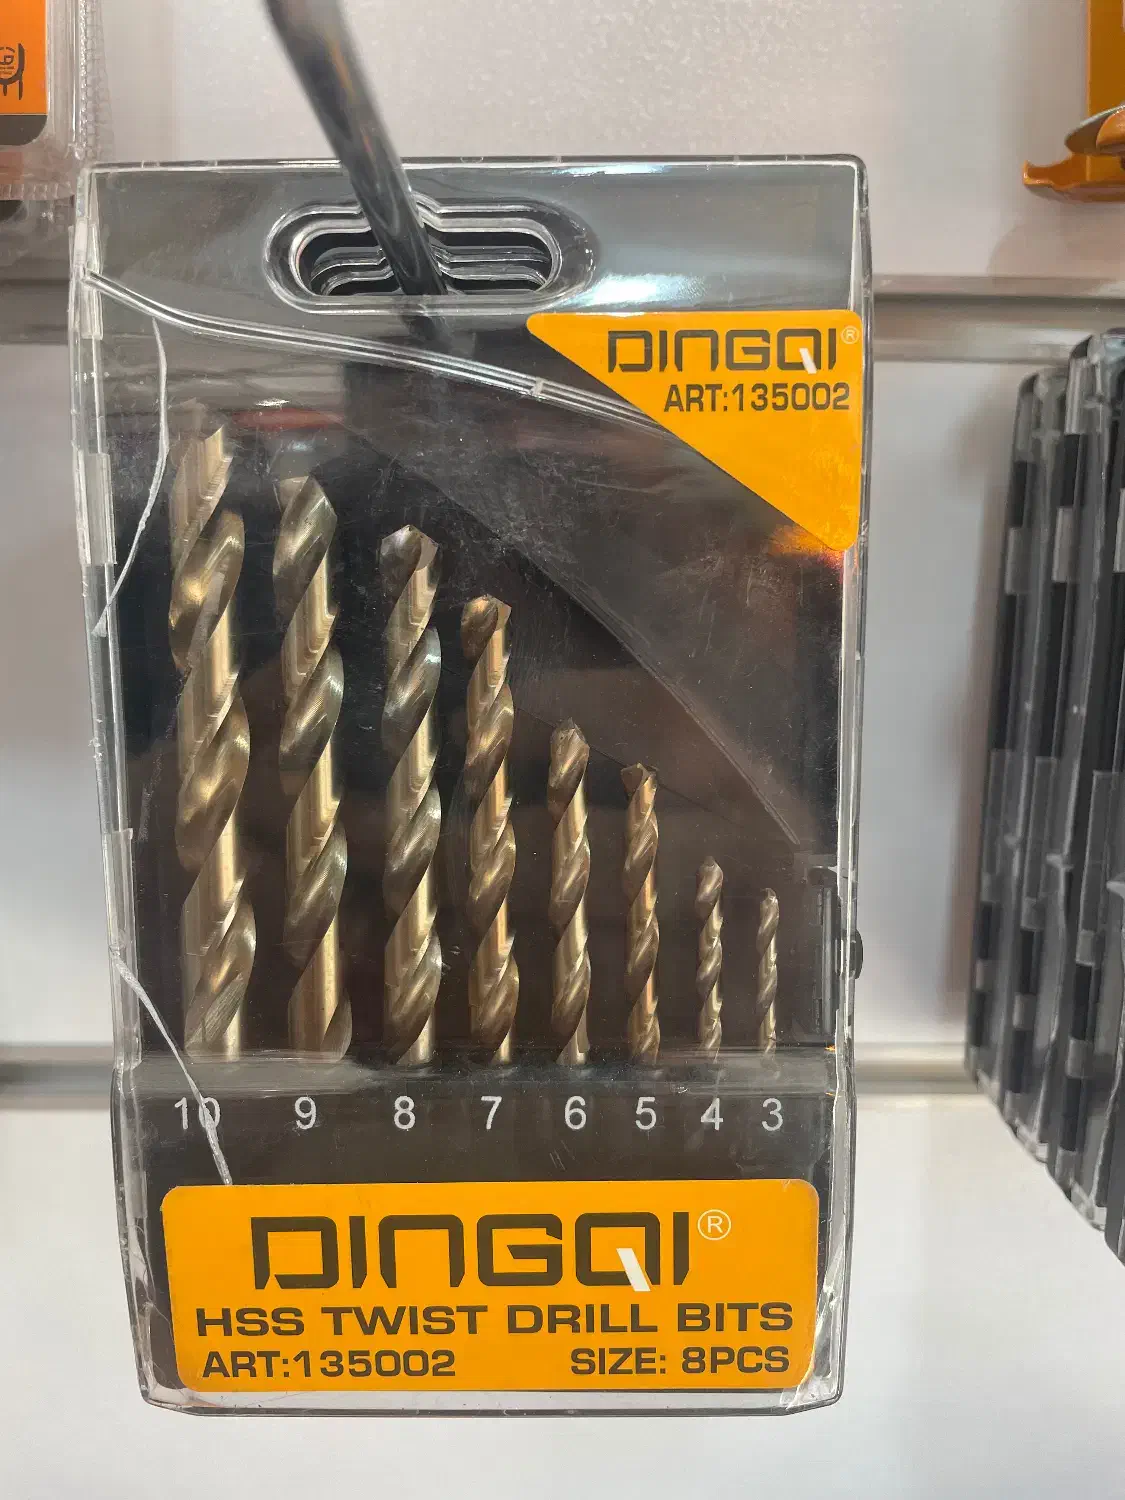 DINGQI®
ART:135002
10 9 8 7 6 5 4 3
DINGQI®
HSS TWIST DRILL BITS
ART:135002 SIZE: 8PCS